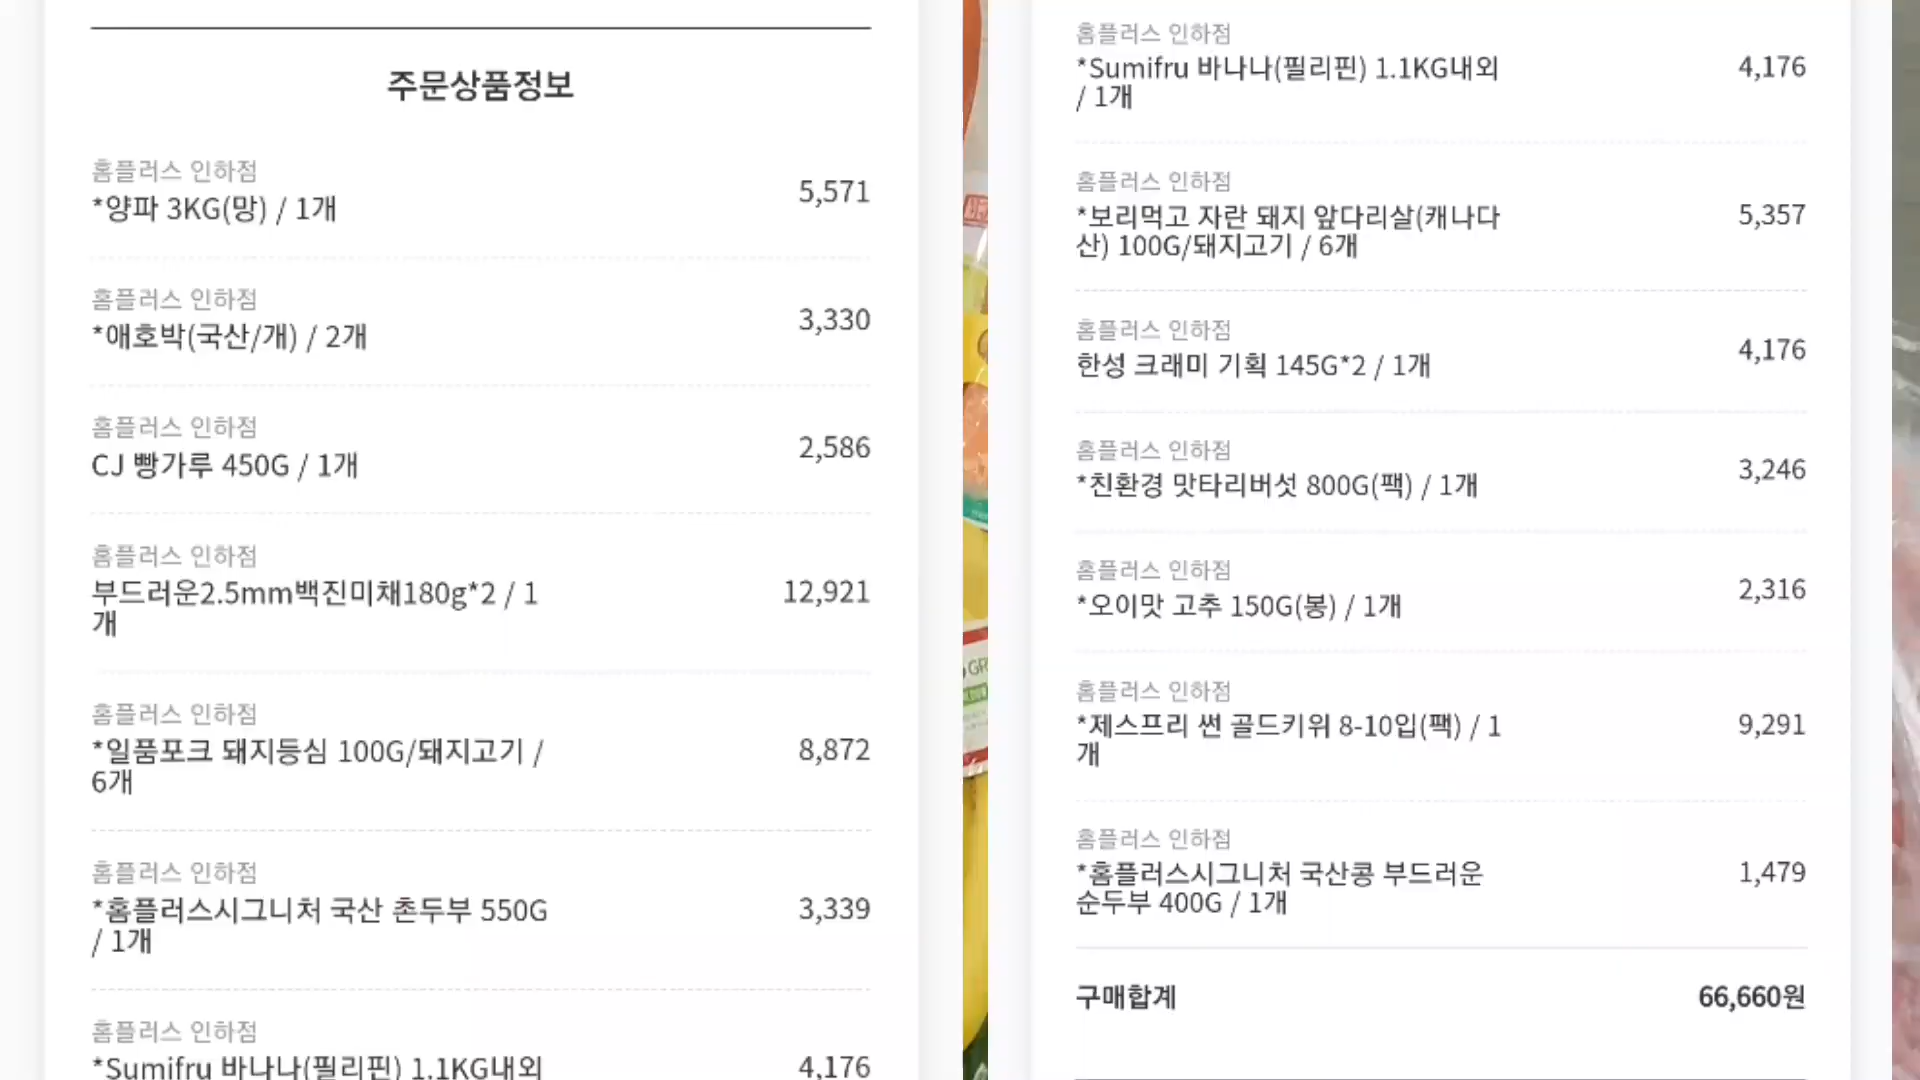 주문상품정보
홈플러스 인하점
*양파 3KG(망) / 1개
5,571
홈플러스 인하점
*애호박(국산/개) / 2개
3,330
홈플러스 인하점
CJ 빵가루 450G / 1개
2,586
홈플러스 인하점
부드러운2.5mm백진미채180g*2 / 1
개
12,921
홈플러스 인하점
*일품포크 돼지등심 100G/돼지고기 /
6개
8,872
홈플러스 인하점
*홈플러스시그니처 국산 촌두부 550G
/ 1개
3,339
홈플러스 인하점
*Sumifru 바나나(필리핀) 1.1KG내외
4,176
홈플러스 인하점
*Sumifru 바나나(필리핀) 1.1KG내외
/ 1개
4,176
홈플러스 인하점
*보리먹고 자란 돼지 앞다리살(캐나다
산) 100G/돼지고기 / 6개
5,357
홈플러스 인하점
한성 크래미 기획 145G*2 / 1개
4,176
홈플러스 인하점
*친환경 맛타리버섯 800G(팩) / 1개
3,246
홈플러스 인하점
*오이맛 고추 150G(봉) / 1개
2,316
홈플러스 인하점
*제스프리 썬 골드키위 8-10입(팩) / 1
개
9,291
홈플러스 인하점
*홈플러스시그니처 국산콩 부드러운
순두부 400G / 1개
1,479
구매합계
66,660원